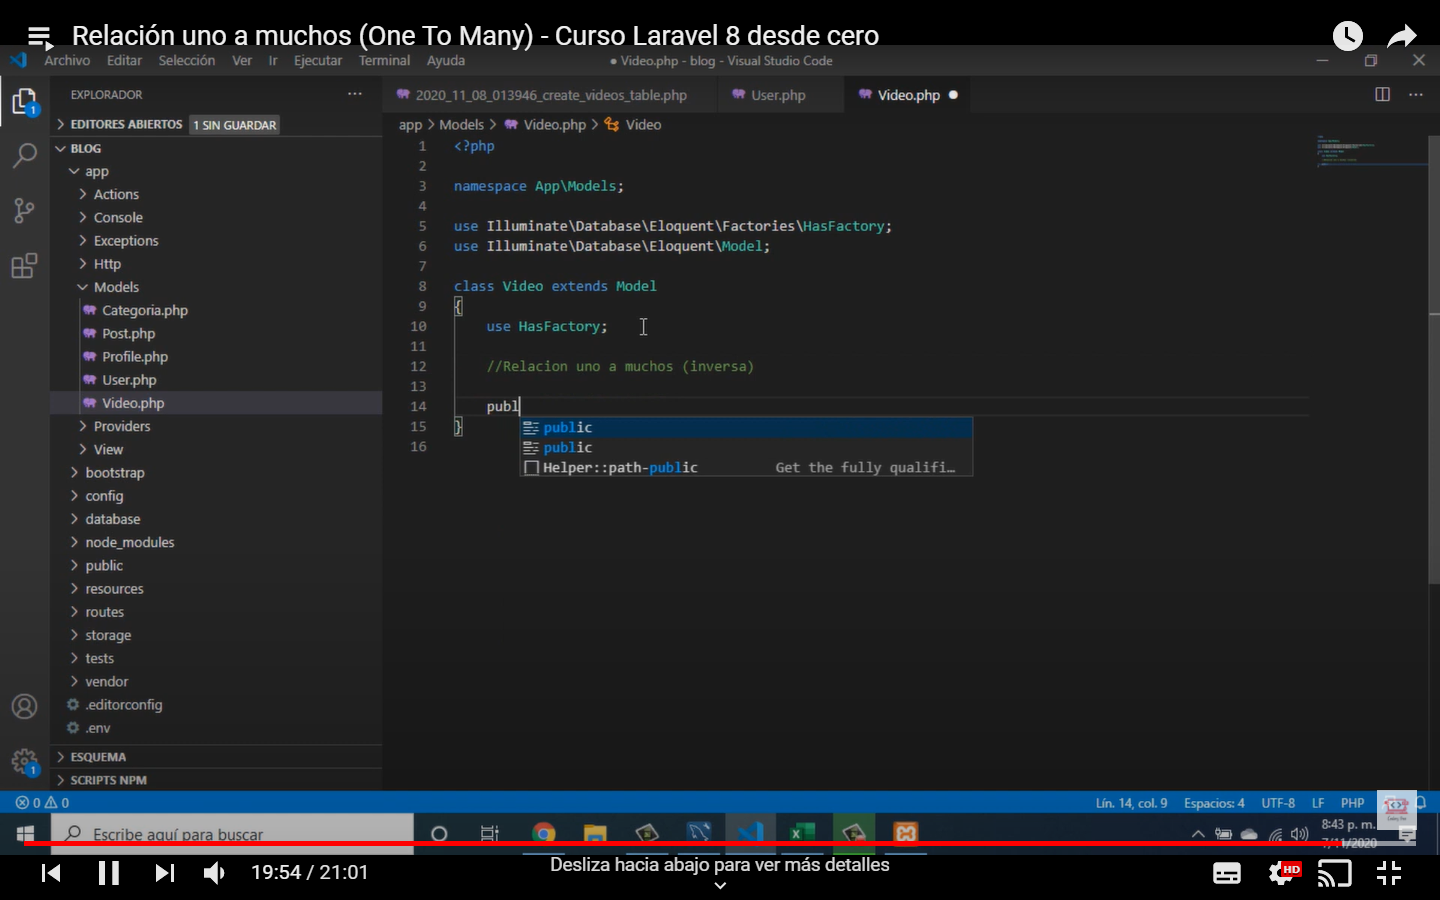 Relación uno a muchos (One To Many) - Curso Laravel 8 desde cero
Archivo Editar Selección Ver Ir Ejecutar Terminal Ayuda
● Video.php - blog - Visual Studio Code
EXPLORADOR
2020_11_08_013946_create_videos_table.php
User.php
Video.php ●
EDITORES ABIERTOS 1 SIN GUARDAR
app > Models > Video.php > Video
BLOG
app
Actions
Console
Exceptions
Http
Models
Categoria.php
Post.php
Profile.php
User.php
Video.php
Providers
View
bootstrap
config
database
node_modules
public
resources
routes
storage
tests
vendor
.editorconfig
.env
ESQUEMA
SCRIPTS NPM
1 <?php
2
3 namespace App\Models;
4
5 use Illuminate\Database\Eloquent\Factories\HasFactory;
6 use Illuminate\Database\Eloquent\Model;
7
8 class Video extends Model
9 {
10 use HasFactory;
11
12 //Relacion uno a muchos (inversa)
13
14 publ
15 }
16
public
public
Helper::path-public Get the fully qualifi…
1
1
0 0
Lín. 14, col. 9 Espacios: 4 UTF-8 LF PHP
Escribe aquí para buscar
8:43 p. m.
7/11/2020
19:54 / 21:01
Desliza hacia abajo para ver más detalles
HD